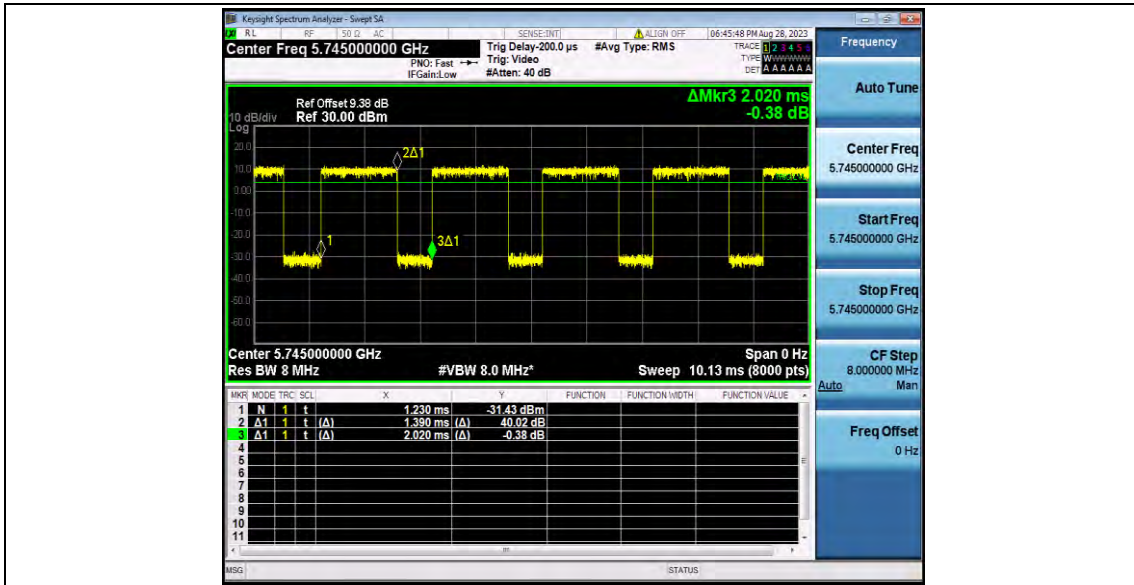 Keysight Spectrum Analyzer - Swept SA
RL RF 50 Ω AC SENSE:INT ALIGN OFF 06:45:48 PM Aug 28, 2023
Center Freq 5.745000000 GHz Trig Delay-200.0 µs #Avg Type: RMS TRACE 1 2 3 4 5 6
PNO: Fast Trig: Video TYPE WWWWWW
IFGain:Low #Atten: 40 dB DET A A A A A A
Frequency
Auto Tune
Center Freq
5.745000000 GHz
Start Freq
5.745000000 GHz
Stop Freq
5.745000000 GHz
CF Step
8.000000 MHz
Auto Man
Freq Offset
0 Hz
ΔMkr3 2.020 ms
-0.38 dB
Ref Offset 9.38 dB
10 dB/div Ref 30.00 dBm
Log
20.0
10.0
0.00
-10.0
-20.0
-30.0
-40.0
-50.0
-60.0
2Δ1
1
3Δ1
Center 5.745000000 GHz Span 0 Hz
Res BW 8 MHz #VBW 8.0 MHz* Sweep 10.13 ms (8000 pts)
MKR MODE TRC SCL X Y FUNCTION FUNCTION WIDTH FUNCTION VALUE
1 N 1 t 1.230 ms -31.43 dBm
2 Δ1 1 t (Δ) 1.390 ms (Δ) 40.02 dB
3 Δ1 1 t (Δ) 2.020 ms (Δ) -0.38 dB
4
5
6
7
8
9
10
11
MSG STATUS